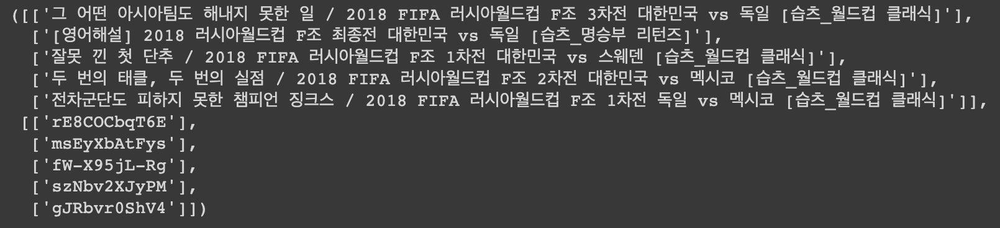 ([['그 어떤 아시아팀도 해내지 못한 일 / 2018 FIFA 러시아월드컵 F조 3차전 대한민국 vs 독일 [습츠_월드컵 클래식]'],
['[영어해설] 2018 러시아월드컵 F조 최종전 대한민국 vs 독일 [습츠_명승부 리턴즈]'],
['잘못 낀 첫 단추 / 2018 FIFA 러시아월드컵 F조 1차전 대한민국 vs 스웨덴 [습츠_월드컵 클래식]'],
['두 번의 태클, 두 번의 실점 / 2018 FIFA 러시아월드컵 F조 2차전 대한민국 vs 멕시코 [습츠_월드컵 클래식]'],
['전차군단도 피하지 못한 챔피언 징크스 / 2018 FIFA 러시아월드컵 F조 1차전 독일 vs 멕시코 [습츠_월드컵 클래식]']],
[['rE8COCbqT6E'],
['msEyXbAtFys'],
['fW-X95jL-Rg'],
['szNbv2XJyPM'],
['gJRbvr0ShV4']])